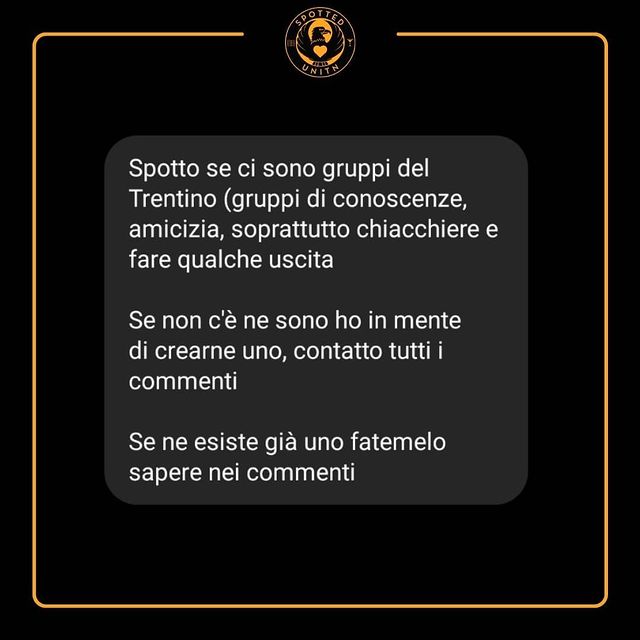 SPOTTED
UNITN
Spotto se ci sono gruppi del
Trentino (gruppi di conoscenze,
amicizia, soprattutto chiacchiere e
fare qualche uscita
Se non c'è ne sono ho in mente
di crearne uno, contatto tutti i
commenti
Se ne esiste già uno fatemelo
sapere nei commenti